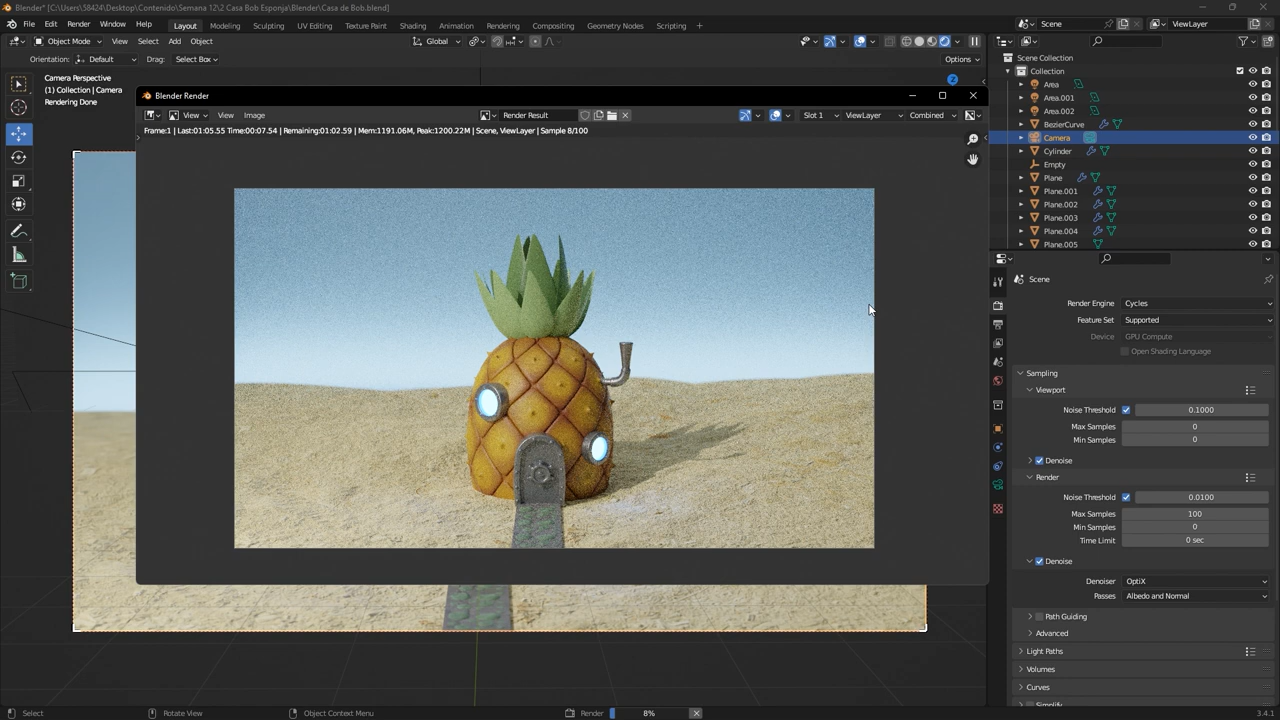 Blender* [C:\Users\58424\Desktop\Contenido\Semana 12\2 Casa Bob Esponja\Blender\Casa de Bob.blend]
File Edit Render Window Help Layout Modeling Sculpting UV Editing Texture Paint Shading Animation Rendering Compositing Geometry Nodes Scripting + Scene ViewLayer
Object Mode View Select Add Object Global
Orientation: Default Drag: Select Box Options
Camera Perspective
(1) Collection | Camera
Rendering Done
Z
Blender Render
View View Image Render Result Slot 1 ViewLayer Combined
Frame:1 | Last:01:05.55 Time:00:07.54 | Remaining:01:02.59 | Mem:1191.06M, Peak:1200.22M | Scene, ViewLayer | Sample 8/100
Scene Collection
Collection
Area
Area.001
Area.002
BezierCurve
Camera
Cylinder
Empty
Plane
Plane.001
Plane.002
Plane.003
Plane.004
Plane.005
Scene
Render Engine Cycles
Feature Set Supported
Device GPU Compute
Open Shading Language
Sampling
Viewport
Noise Threshold 0.1000
Max Samples 0
Min Samples 0
Denoise
Render
Noise Threshold 0.0100
Max Samples 100
Min Samples 0
Time Limit 0 sec
Denoise
Denoiser OptiX
Passes Albedo and Normal
Path Guiding
Advanced
Light Paths
Volumes
Curves
Simplify
Select Rotate View Object Context Menu Render 8% 3.4.1